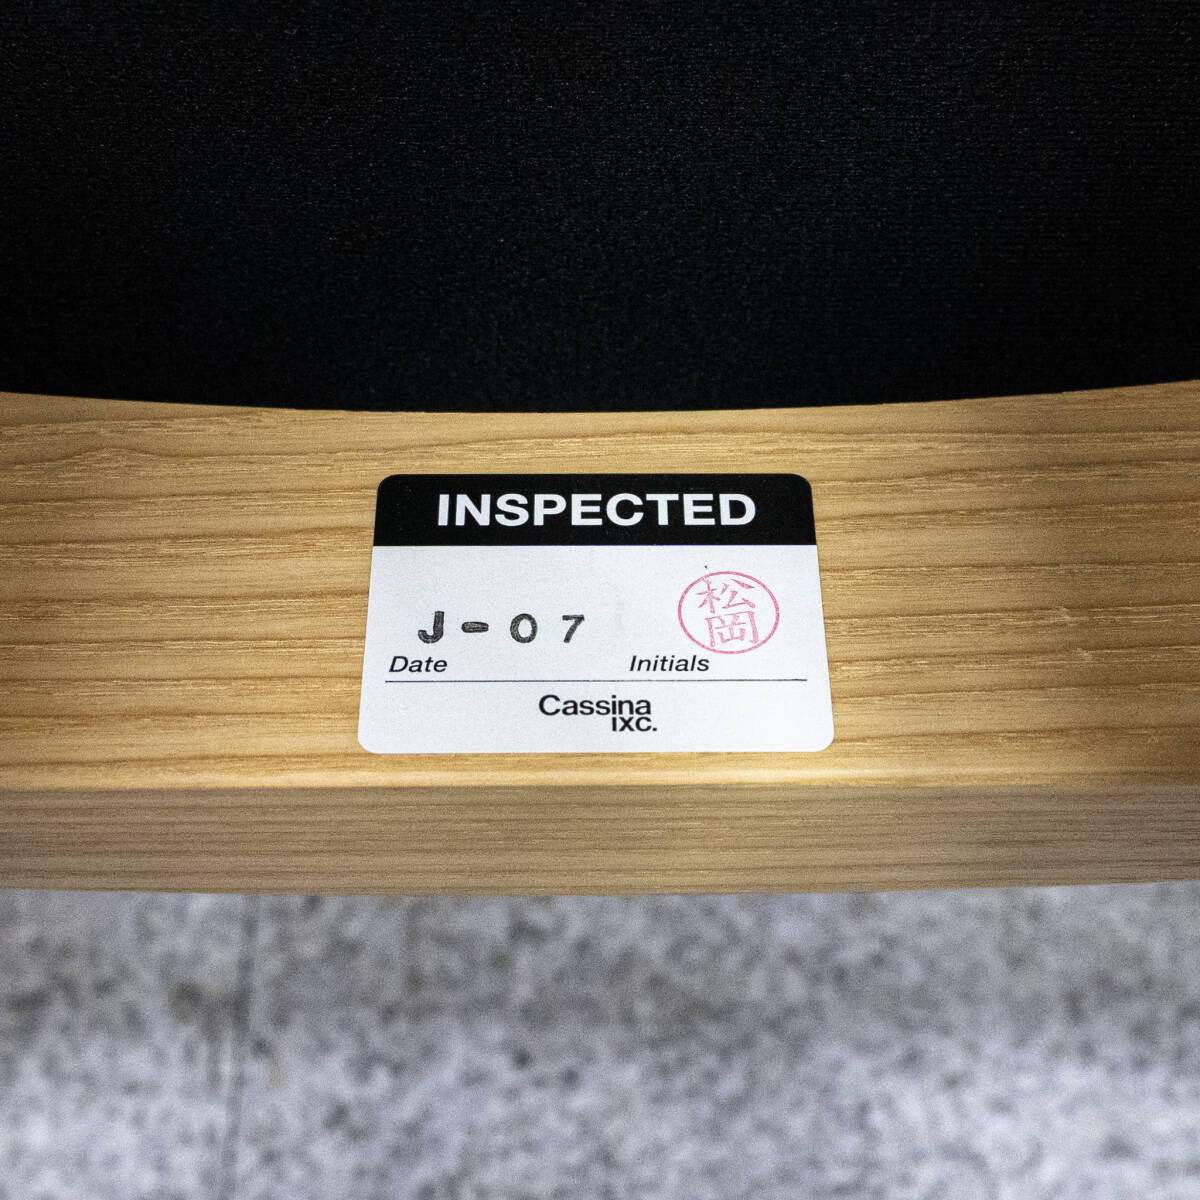 INSPECTED
J-07
松岡
Date
Initials
Cassina
IXC.